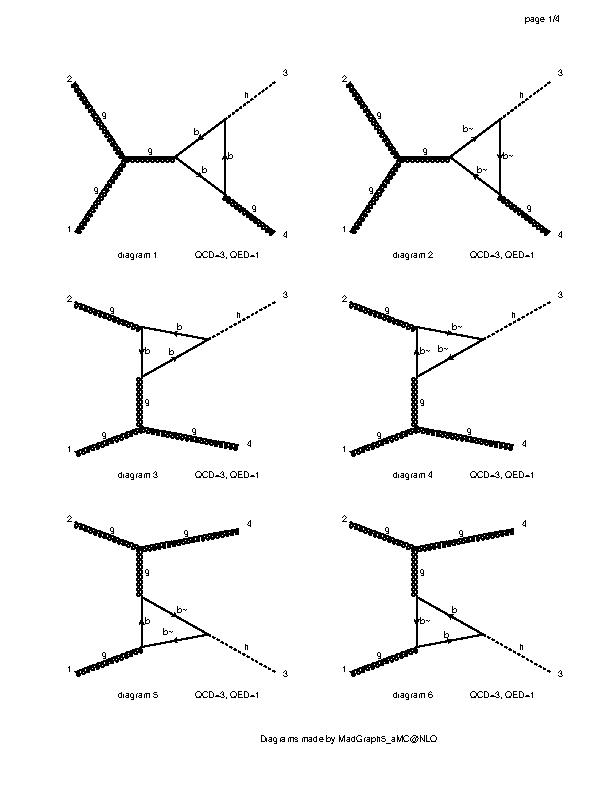 page 1/4
2 g g g b b b h 3 g 4 1
diagram 1 QCD=3, QED=1
2 g g g b~ b~ b~ h 3 g 4 1
diagram 2 QCD=3, QED=1
2 g b b b h 3 g g g 1 4
diagram 3 QCD=3, QED=1
2 g b~ b~ b~ h 3 g g g 1 4
diagram 4 QCD=3, QED=1
2 g g 4 g b~ b b~ h g 1 3
diagram 5 QCD=3, QED=1
2 g g 4 g b b~ b h g 1 3
diagram 6 QCD=3, QED=1
Diagrams made by MadGraph5_aMC@NLO